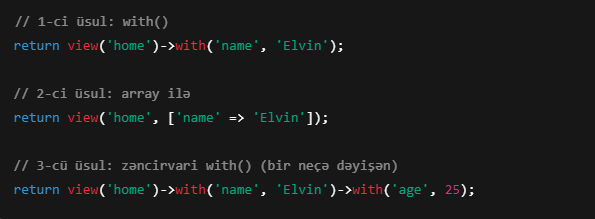 // 1-ci üsul: with()
return view('home')->with('name', 'Elvin');
// 2-ci üsul: array ilə
return view('home', ['name' => 'Elvin']);
// 3-cü üsul: zəncirvari with() (bir neçə dəyişən)
return view('home')->with('name', 'Elvin')->with('age', 25);